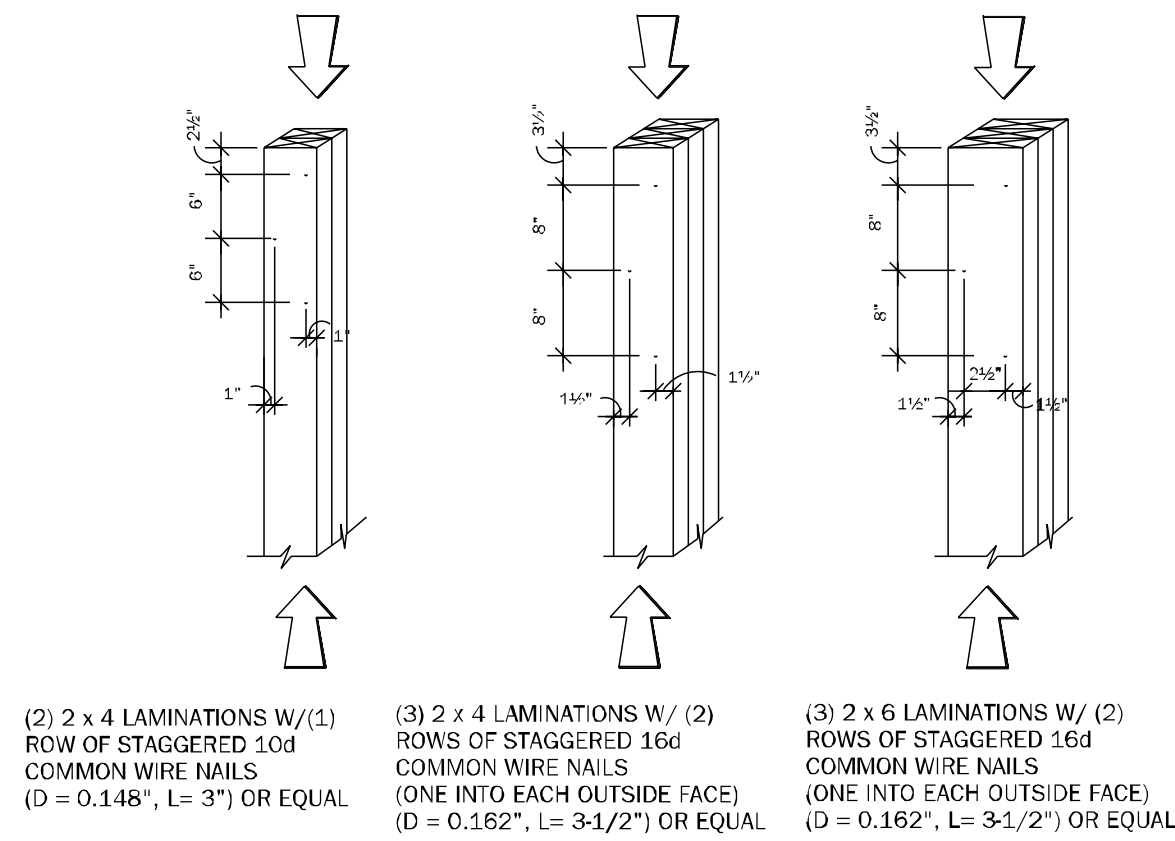 2½"
6"
6"
1"
1"
3½"
8"
8"
1½"
1½"
3½"
8"
8"
2½"
1½"
1½"
(2) 2 x 4 LAMINATIONS W/(1)
ROW OF STAGGERED 10d
COMMON WIRE NAILS
(D = 0.148", L= 3") OR EQUAL
(3) 2 x 4 LAMINATIONS W/ (2)
ROWS OF STAGGERED 16d
COMMON WIRE NAILS
(ONE INTO EACH OUTSIDE FACE)
(D = 0.162", L= 3-1/2") OR EQUAL
(3) 2 x 6 LAMINATIONS W/ (2)
ROWS OF STAGGERED 16d
COMMON WIRE NAILS
(ONE INTO EACH OUTSIDE FACE)
(D = 0.162", L= 3-1/2") OR EQUAL